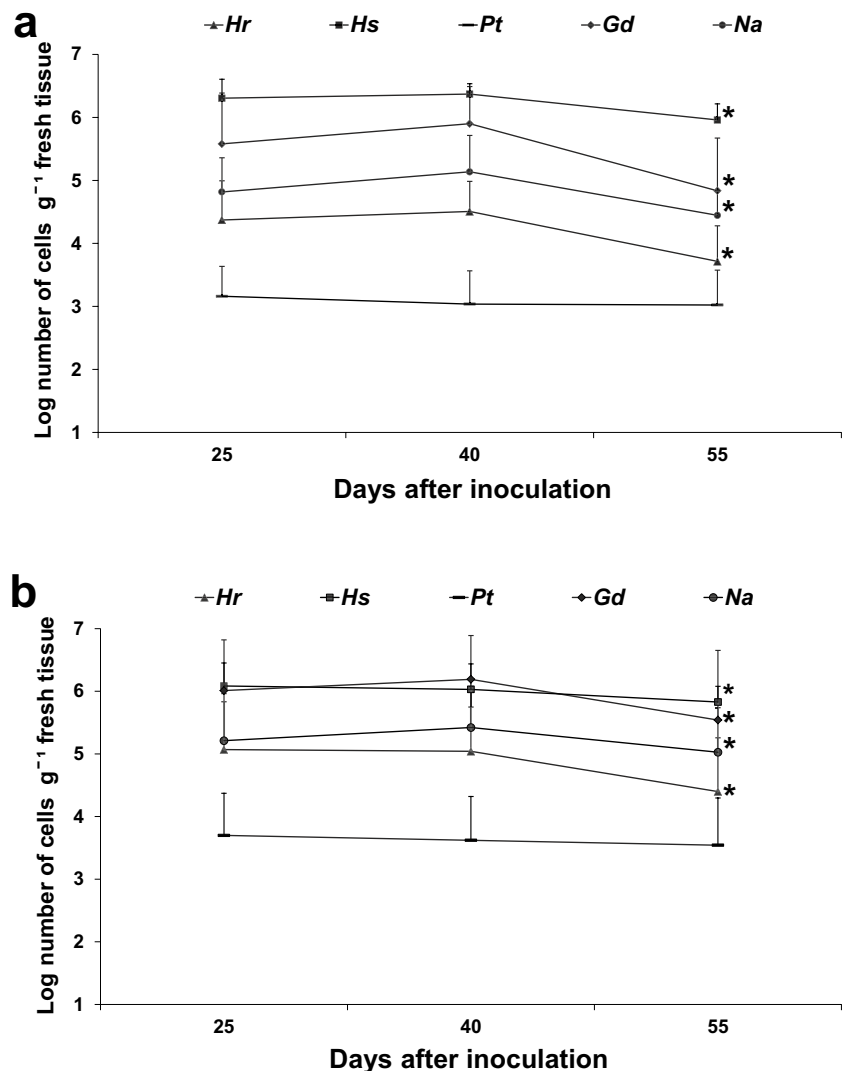 a
Hr Hs Pt Gd Na
7
6
5
4
3
2
1
Log number of cells g⁻¹ fresh tissue
*
*
*
*
25 40 55
Days after inoculation
b
Hr Hs Pt Gd Na
7
6
5
4
3
2
1
Log number of cells g⁻¹ fresh tissue
*
*
*
*
25 40 55
Days after inoculation